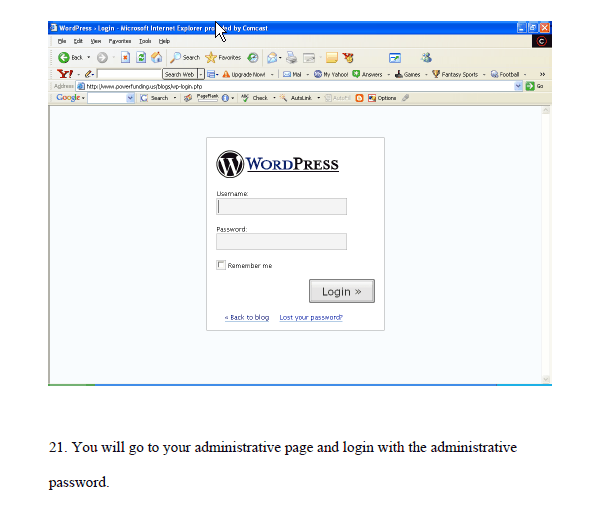 WordPress › Login - Microsoft Internet Explorer provided by Comcast
File Edit View Favorites Tools Help
Back Search Favorites
Y! Search Web Upgrade Now! Mail My Yahoo! Answers Games Fantasy Sports Football »
Address http://www.powerfunding.us/blogs/wp-login.php Go
Google Search PageRank Check AutoLink AutoFill Options
WORDPRESS
Username:
Password:
Remember me
Login »
« Back to blog Lost your password?
21. You will go to your administrative page and login with the administrative
password.